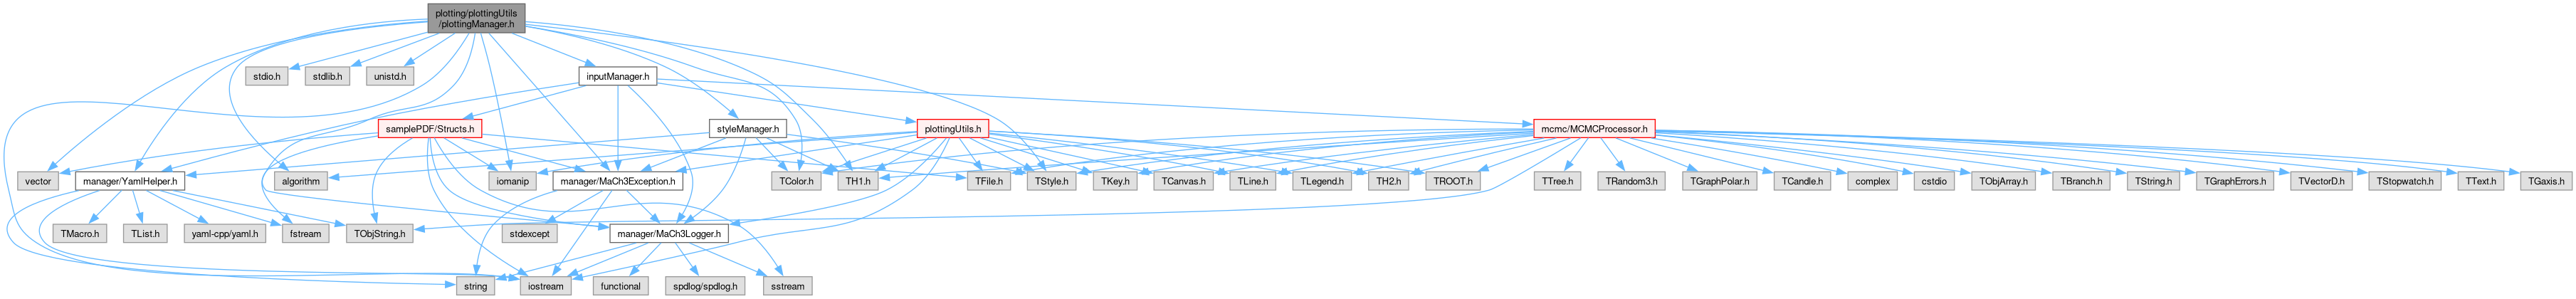 plotting/plottingUtils
/plottingManager.h
stdio.h
stdlib.h
unistd.h
inputManager.h
samplePDF/Structs.h
styleManager.h
plottingUtils.h
mcmc/MCMCProcessor.h
vector
manager/YamlHelper.h
algorithm
iomanip
manager/MaCh3Exception.h
TColor.h
TH1.h
TFile.h
TStyle.h
TKey.h
TCanvas.h
TLine.h
TLegend.h
TH2.h
TROOT.h
TTree.h
TRandom3.h
TGraphPolar.h
TCandle.h
complex
cstdio
TObjArray.h
TBranch.h
TString.h
TGraphErrors.h
TVectorD.h
TStopwatch.h
TText.h
TGaxis.h
TMacro.h
TList.h
yaml-cpp/yaml.h
fstream
TObjString.h
stdexcept
manager/MaCh3Logger.h
string
iostream
functional
spdlog/spdlog.h
sstream